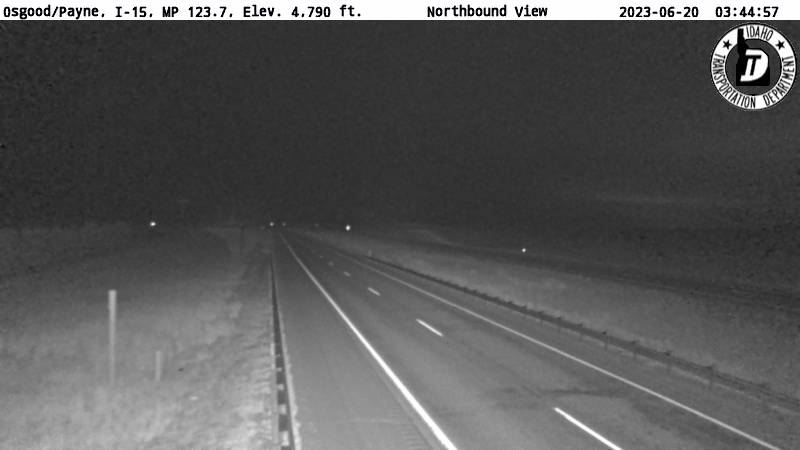 Osgood/Payne, I-15, MP 123.7, Elev. 4,790 ft. Northbound View 2023-06-20 03:44:57
IDAHO
TRANSPORTATION DEPARTMENT